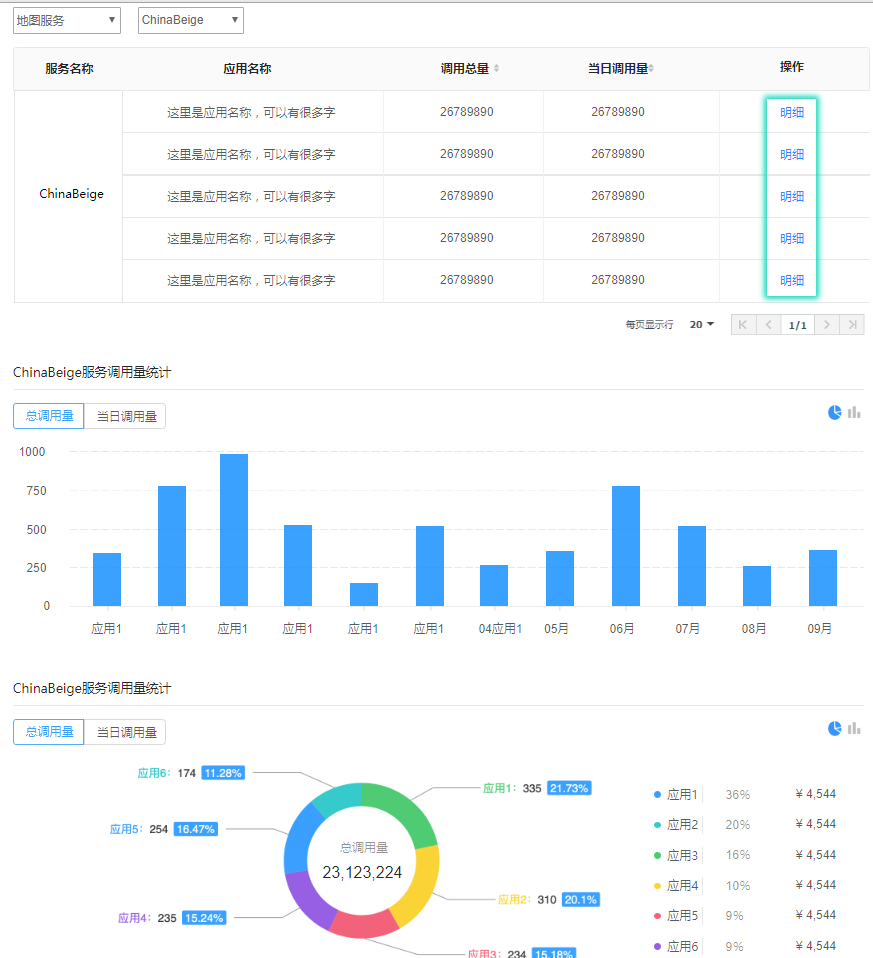 地图服务 ChinaBeige
服务名称 应用名称 调用总量 当日调用量 操作
这里是应用名称，可以有很多字 26789890 26789890 明细
这里是应用名称，可以有很多字 26789890 26789890 明细
ChinaBeige 这里是应用名称，可以有很多字 26789890 26789890 明细
这里是应用名称，可以有很多字 26789890 26789890 明细
这里是应用名称，可以有很多字 26789890 26789890 明细
每页显示行 20 1/1
ChinaBeige服务调用量统计
总调用量 当日调用量
1000
750
500
250
0
应用1 应用1 应用1 应用1 应用1 应用1 04应用1 05月 06月 07月 08月 09月
ChinaBeige服务调用量统计
总调用量 当日调用量
应用6: 174 11.28%
应用1: 335 21.73%
应用5: 254 16.47%
总调用量
23,123,224
应用2: 310 20.1%
应用4: 235 15.24%
应用3: 234 15.18%
应用1 36% ¥ 4,544
应用2 20% ¥ 4,544
应用3 16% ¥ 4,544
应用4 10% ¥ 4,544
应用5 9% ¥ 4,544
应用6 9% ¥ 4,544